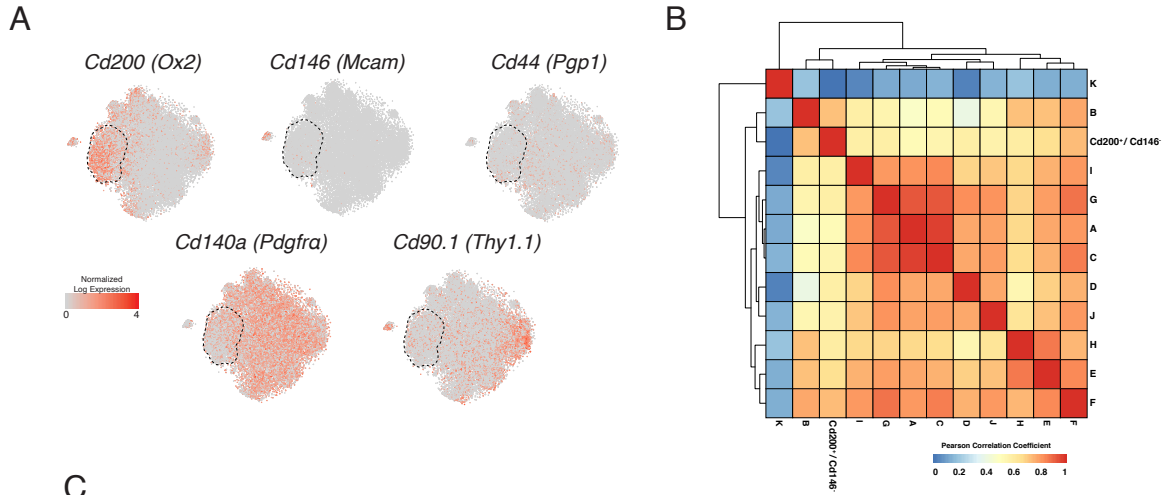 A
Cd200 (Ox2)
Cd146 (Mcam)
Cd44 (Pgp1)
Cd140a (Pdgfrα)
Cd90.1 (Thy1.1)
Normalized
Log Expression
0 4
B
K
B
Cd200⁺/ Cd146⁻
I
G
A
C
D
J
H
E
F
K B Cd200⁺/ Cd146⁻ I G A C D J H E F
Pearson Correlation Coefficient
0 0.2 0.4 0.6 0.8 1
C